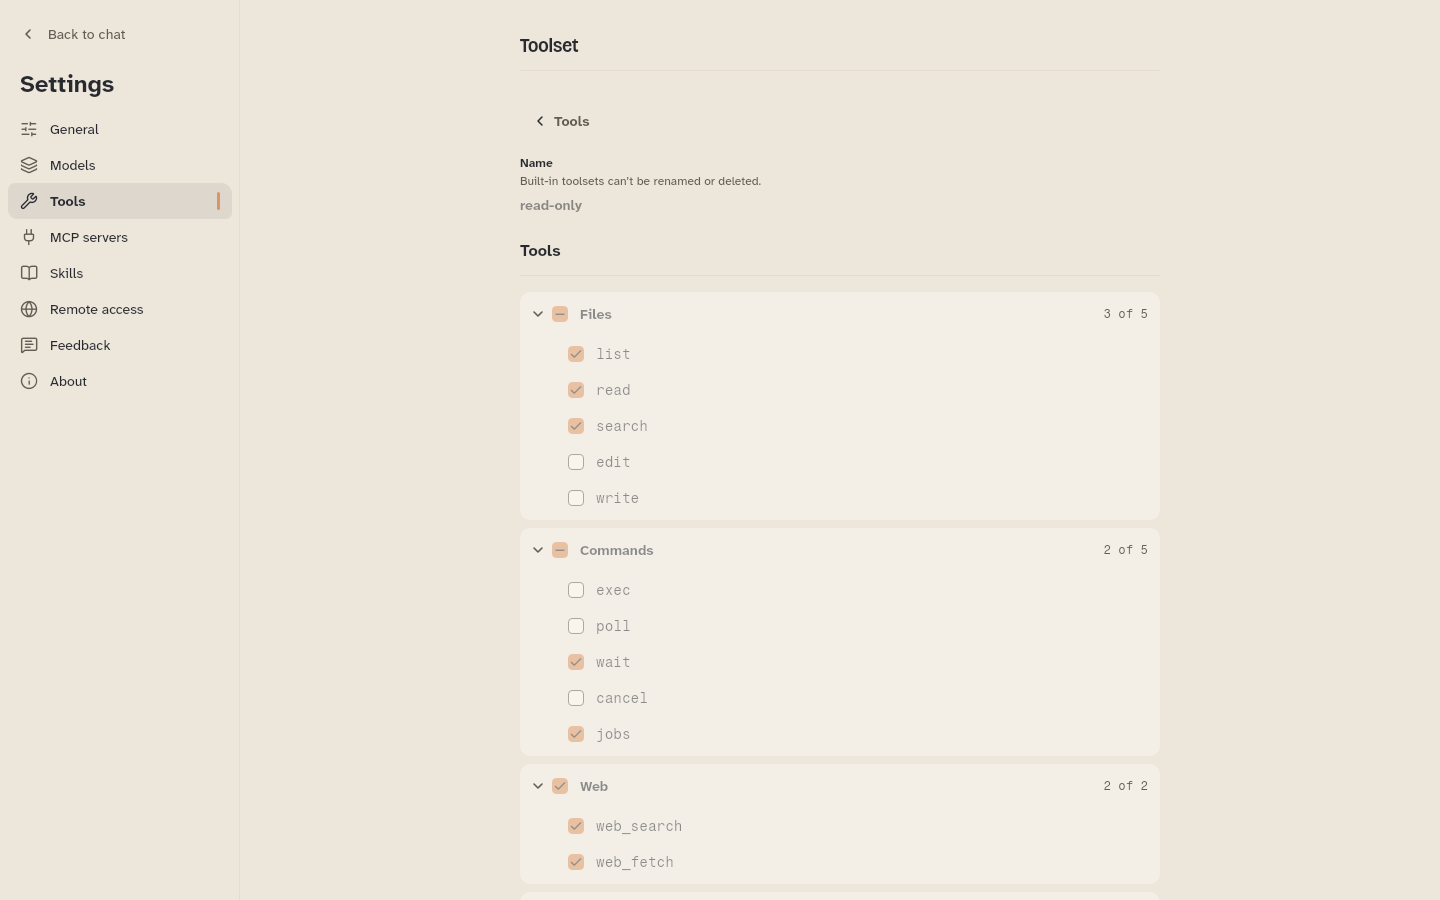 Back to chat
Settings
General
Models
Tools
MCP servers
Skills
Remote access
Feedback
About
Toolset
Tools
Name
Built-in toolsets can't be renamed or deleted.
read-only
Tools
Files 3 of 5
list
read
search
edit
write
Commands 2 of 5
exec
poll
wait
cancel
jobs
Web 2 of 2
web_search
web_fetch